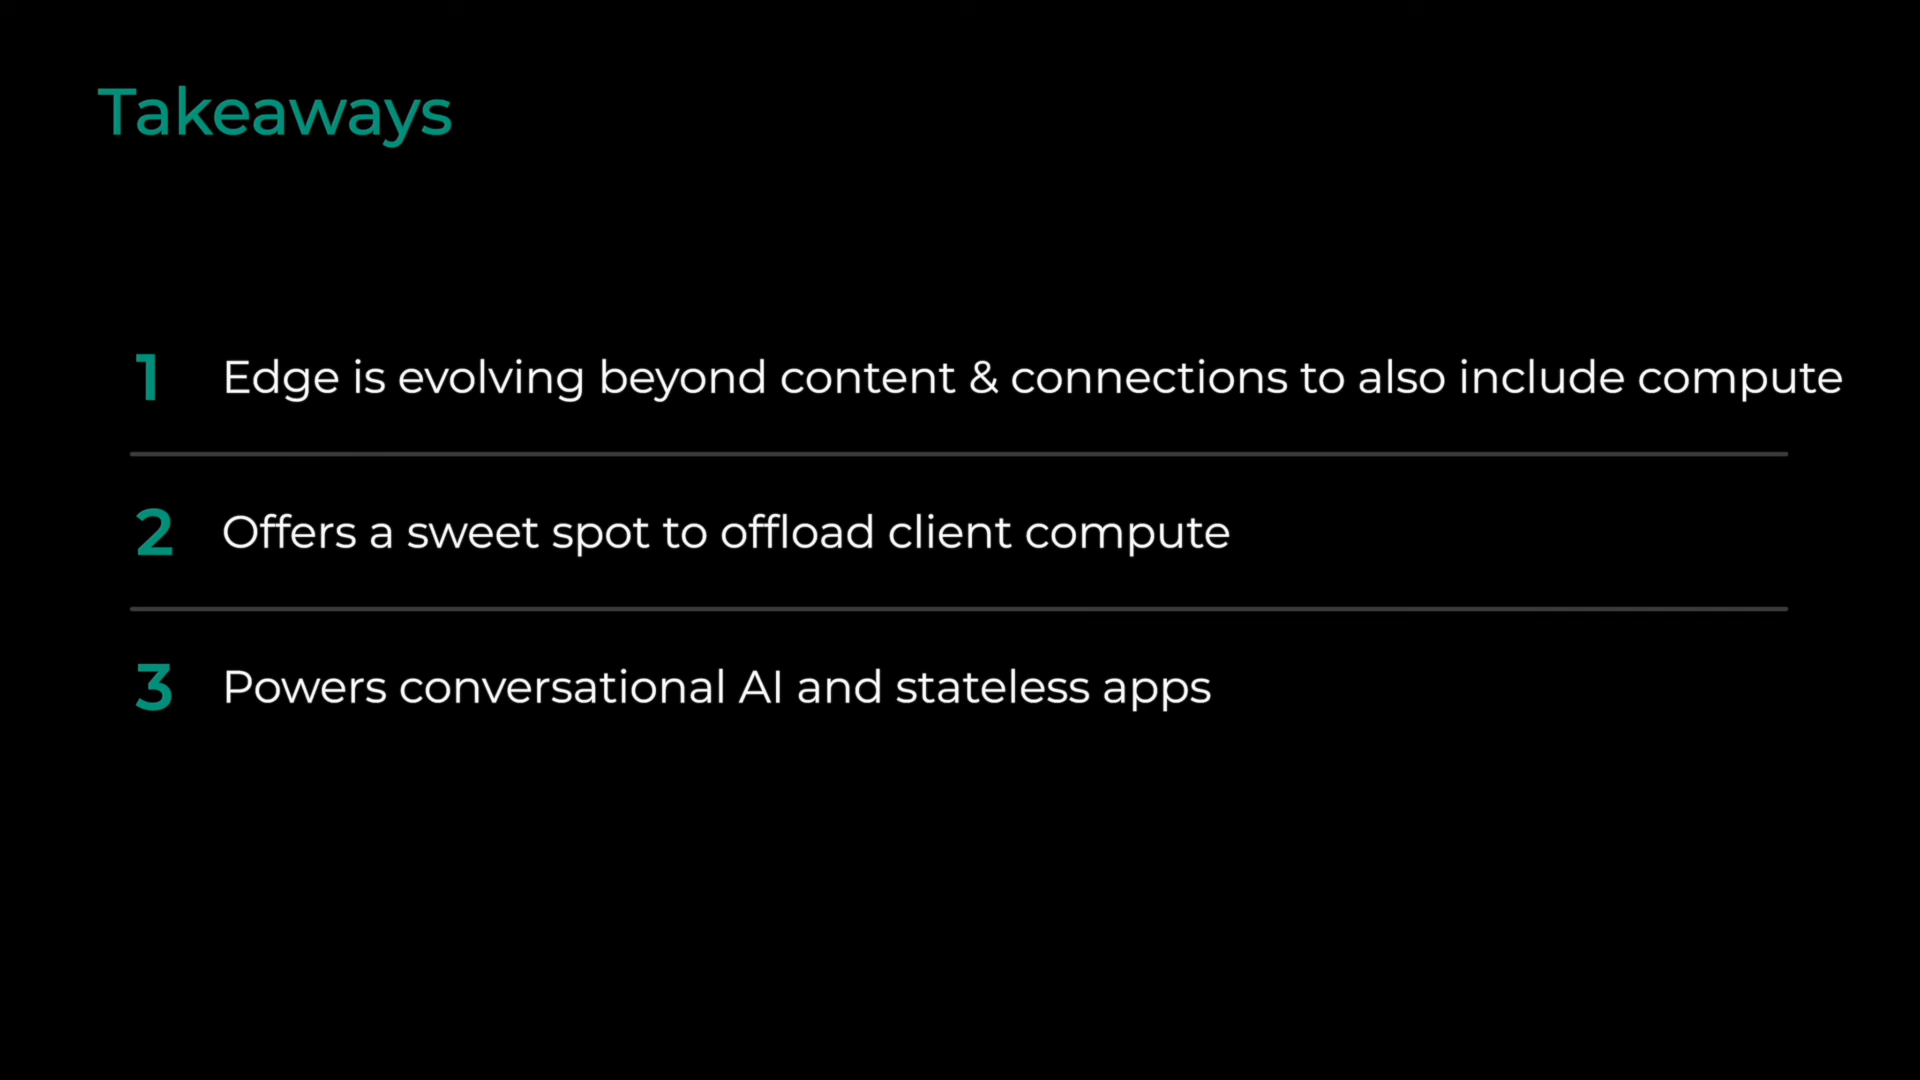 Takeaways
1 Edge is evolving beyond content & connections to also include compute
2 Offers a sweet spot to offload client compute
3 Powers conversational AI and stateless apps